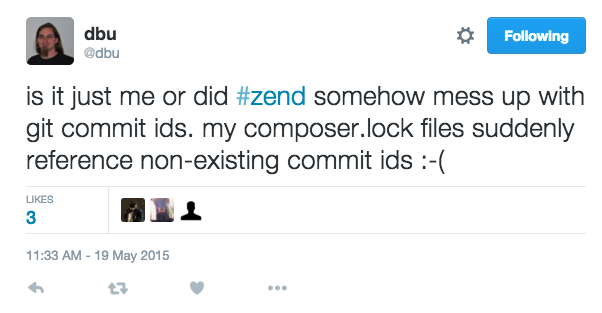 dbu
@dbu
Following
is it just me or did #zend somehow mess up with
git commit ids. my composer.lock files suddenly
reference non-existing commit ids :-(
LIKES
3
11:33 AM - 19 May 2015